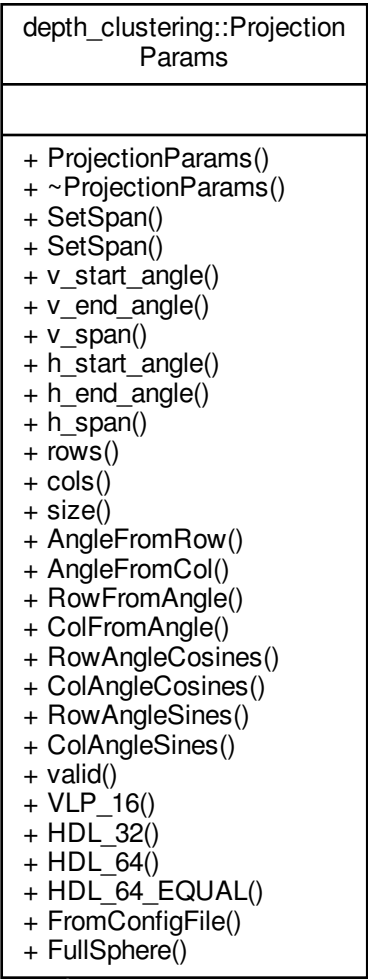 depth_clustering::Projection
Params
+ ProjectionParams()
+ ~ProjectionParams()
+ SetSpan()
+ SetSpan()
+ v_start_angle()
+ v_end_angle()
+ v_span()
+ h_start_angle()
+ h_end_angle()
+ h_span()
+ rows()
+ cols()
+ size()
+ AngleFromRow()
+ AngleFromCol()
+ RowFromAngle()
+ ColFromAngle()
+ RowAngleCosines()
+ ColAngleCosines()
+ RowAngleSines()
+ ColAngleSines()
+ valid()
+ VLP_16()
+ HDL_32()
+ HDL_64()
+ HDL_64_EQUAL()
+ FromConfigFile()
+ FullSphere()